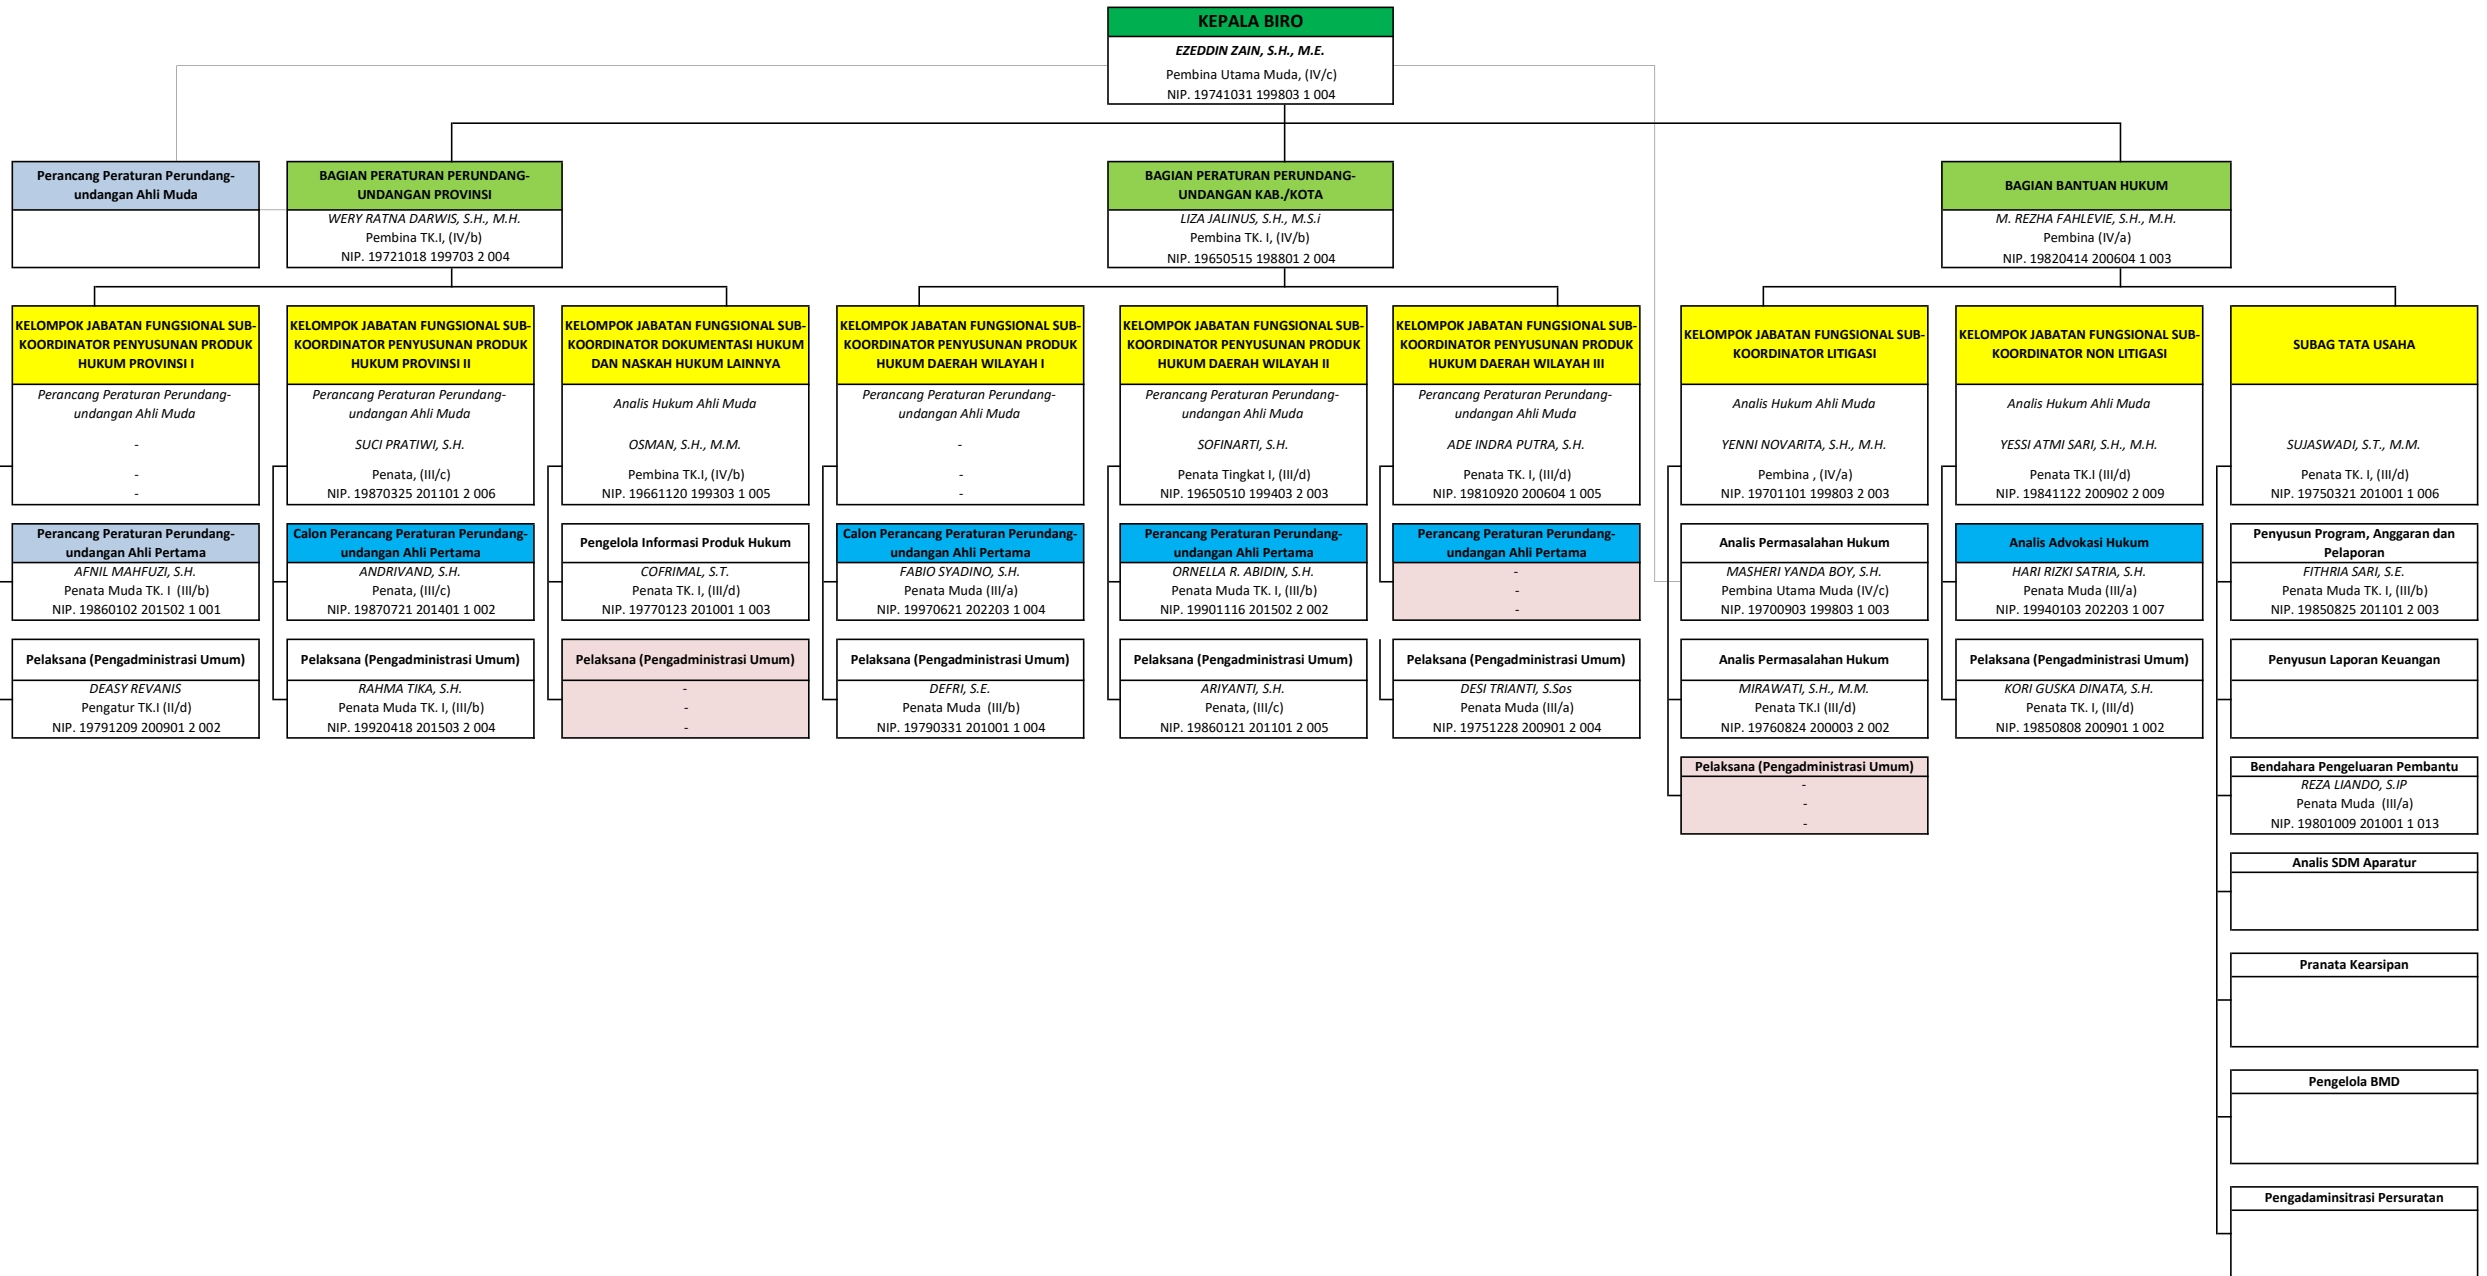 KEPALA BIRO
EZEDDIN ZAIN, S.H., M.E.
Pembina Utama Muda, (IV/c)
NIP. 19741031 199803 1 004
Perancang Peraturan Perundang-
undangan Ahli Muda
BAGIAN PERATURAN PERUNDANG-
UNDANGAN PROVINSI
WERY RATNA DARWIS, S.H., M.H.
Pembina TK.I, (IV/b)
NIP. 19721018 199703 2 004
BAGIAN PERATURAN PERUNDANG-
UNDANGAN KAB./KOTA
LIZA JALINUS, S.H., M.S.i
Pembina TK. I, (IV/b)
NIP. 19650515 198801 2 004
BAGIAN BANTUAN HUKUM
M. REZHA FAHLEVIE, S.H., M.H.
Pembina (IV/a)
NIP. 19820414 200604 1 003
KELOMPOK JABATAN FUNGSIONAL SUB-
KOORDINATOR PENYUSUNAN PRODUK
HUKUM PROVINSI I
Perancang Peraturan Perundang-
undangan Ahli Muda
-
-
-
Perancang Peraturan Perundang-
undangan Ahli Pertama
AFNIL MAHFUZI, S.H.
Penata Muda TK. I (III/b)
NIP. 19860102 201502 1 001
Pelaksana (Pengadministrasi Umum)
DEASY REVANIS
Pengatur TK.I (II/d)
NIP. 19791209 200901 2 002
KELOMPOK JABATAN FUNGSIONAL SUB-
KOORDINATOR PENYUSUNAN PRODUK
HUKUM PROVINSI II
Perancang Peraturan Perundang-
undangan Ahli Muda
SUCI PRATIWI, S.H.
Penata, (III/c)
NIP. 19870325 201101 2 006
Calon Perancang Peraturan Perundang-
undangan Ahli Pertama
ANDRIVAND, S.H.
Penata, (III/c)
NIP. 19870721 201401 1 002
Pelaksana (Pengadministrasi Umum)
RAHMA TIKA, S.H.
Penata Muda TK. I, (III/b)
NIP. 19920418 201503 2 004
KELOMPOK JABATAN FUNGSIONAL SUB-
KOORDINATOR DOKUMENTASI HUKUM
DAN NASKAH HUKUM LAINNYA
Analis Hukum Ahli Muda
OSMAN, S.H., M.M.
Pembina TK.I, (IV/b)
NIP. 19661120 199303 1 005
Pengelola Informasi Produk Hukum
COFRIMAL, S.T.
Penata TK. I, (III/d)
NIP. 19770123 201001 1 003
Pelaksana (Pengadministrasi Umum)
-
-
-
KELOMPOK JABATAN FUNGSIONAL SUB-
KOORDINATOR PENYUSUNAN PRODUK
HUKUM DAERAH WILAYAH I
Perancang Peraturan Perundang-
undangan Ahli Muda
-
-
-
Calon Perancang Peraturan Perundang-
undangan Ahli Pertama
FABIO SYADINO, S.H.
Penata Muda (III/a)
NIP. 19970621 202203 1 004
Pelaksana (Pengadministrasi Umum)
DEFRI, S.E.
Penata Muda (III/b)
NIP. 19790331 201001 1 004
KELOMPOK JABATAN FUNGSIONAL SUB-
KOORDINATOR PENYUSUNAN PRODUK
HUKUM DAERAH WILAYAH II
Perancang Peraturan Perundang-
undangan Ahli Muda
SOFINARTI, S.H.
Penata Tingkat I, (III/d)
NIP. 19650510 199403 2 003
Perancang Peraturan Perundang-
undangan Ahli Pertama
ORNELLA R. ABIDIN, S.H.
Penata Muda TK. I, (III/b)
NIP. 19901116 201502 2 002
Pelaksana (Pengadministrasi Umum)
ARIYANTI, S.H.
Penata, (III/c)
NIP. 19860121 201101 2 005
KELOMPOK JABATAN FUNGSIONAL SUB-
KOORDINATOR PENYUSUNAN PRODUK
HUKUM DAERAH WILAYAH III
Perancang Peraturan Perundang-
undangan Ahli Muda
ADE INDRA PUTRA, S.H.
Penata TK. I, (III/d)
NIP. 19810920 200604 1 005
Perancang Peraturan Perundang-
undangan Ahli Pertama
-
-
-
Pelaksana (Pengadministrasi Umum)
DESI TRIANTI, S.Sos
Penata Muda (III/a)
NIP. 19751228 200901 2 004
KELOMPOK JABATAN FUNGSIONAL SUB-
KOORDINATOR LITIGASI
Analis Hukum Ahli Muda
YENNI NOVARITA, S.H., M.H.
Pembina , (IV/a)
NIP. 19701101 199803 2 003
Analis Permasalahan Hukum
MASHERI YANDA BOY, S.H.
Pembina Utama Muda (IV/c)
NIP. 19700903 199803 1 003
Analis Permasalahan Hukum
MIRAWATI, S.H., M.M.
Penata TK.I (III/d)
NIP. 19760824 200003 2 002
Pelaksana (Pengadministrasi Umum)
-
-
-
KELOMPOK JABATAN FUNGSIONAL SUB-
KOORDINATOR NON LITIGASI
Analis Hukum Ahli Muda
YESSI ATMI SARI, S.H., M.H.
Penata TK.I (III/d)
NIP. 19841122 200902 2 009
Analis Advokasi Hukum
HARI RIZKI SATRIA, S.H.
Penata Muda (III/a)
NIP. 19940103 202203 1 007
Pelaksana (Pengadministrasi Umum)
KORI GUSKA DINATA, S.H.
Penata TK. I, (III/d)
NIP. 19850808 200901 1 002
SUBAG TATA USAHA
SUJASWADI, S.T., M.M.
Penata TK. I, (III/d)
NIP. 19750321 201001 1 006
Penyusun Program, Anggaran dan
Pelaporan
FITHRIA SARI, S.E.
Penata Muda TK. I, (III/b)
NIP. 19850825 201101 2 003
Penyusun Laporan Keuangan
Bendahara Pengeluaran Pembantu
REZA LIANDO, S.IP
Penata Muda (III/a)
NIP. 19801009 201001 1 013
Analis SDM Aparatur
Pranata Kearsipan
Pengelola BMD
Pengadaminsitrasi Persuratan